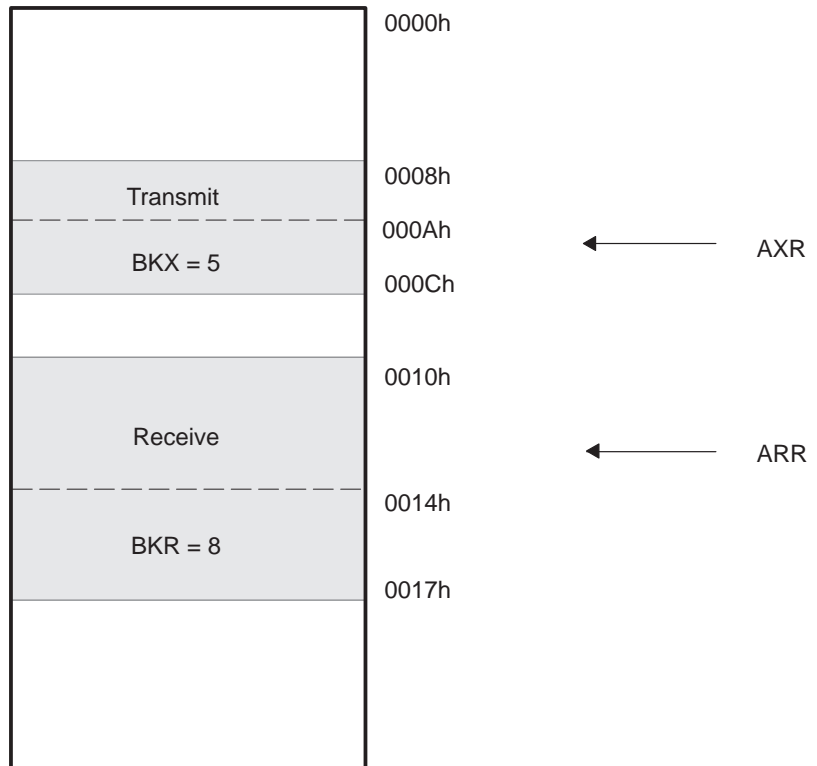 0000h
0008h
Transmit
000Ah
AXR
BKX = 5
000Ch
0010h
Receive
ARR
0014h
BKR = 8
0017h